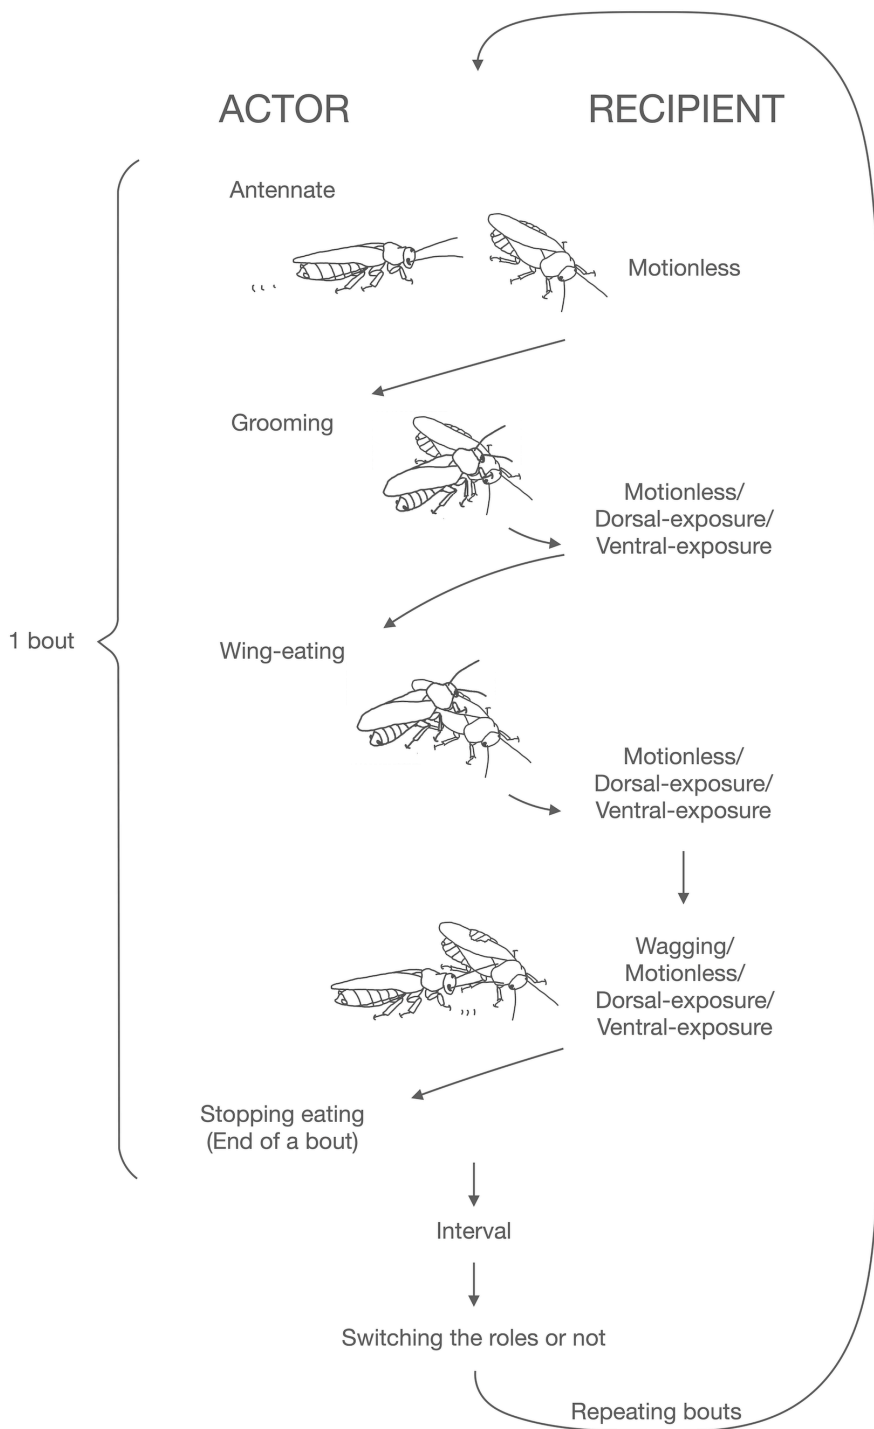 ACTOR
RECIPIENT
Antennate
Motionless
Grooming
Motionless/
Dorsal-exposure/
Ventral-exposure
1 bout
Wing-eating
Motionless/
Dorsal-exposure/
Ventral-exposure
Wagging/
Motionless/
Dorsal-exposure/
Ventral-exposure
Stopping eating
(End of a bout)
Interval
Switching the roles or not
Repeating bouts